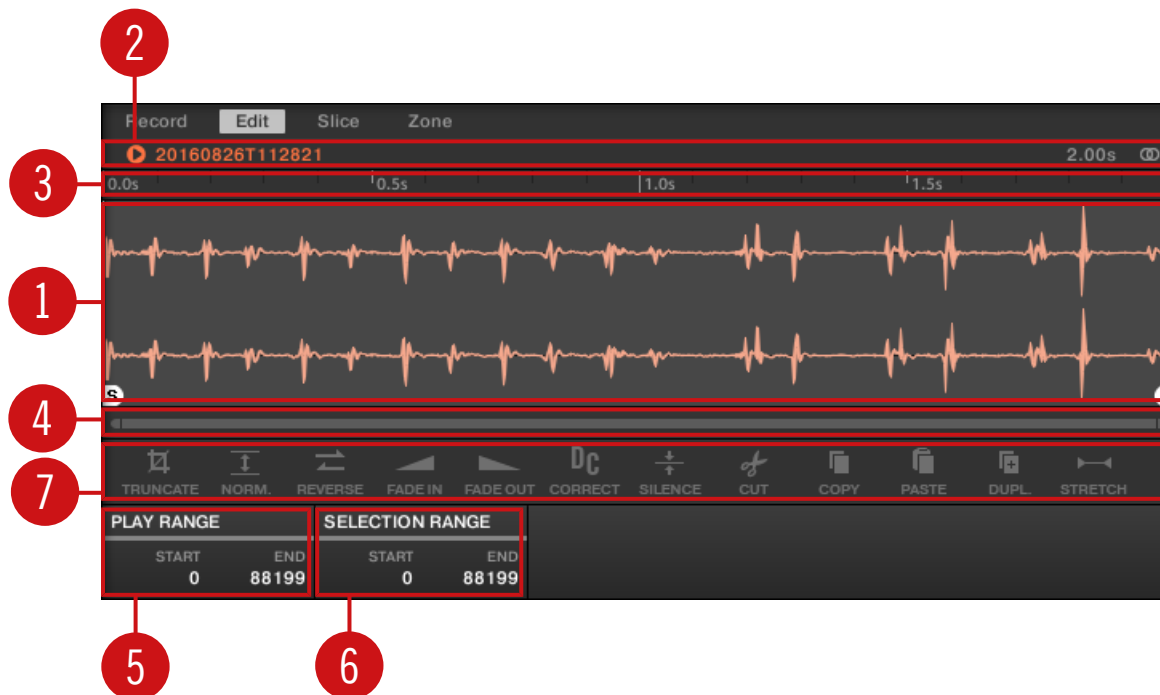 2
Record Edit Slice Zone
20160826T112821 2.00s
3
0.0s 0.5s 1.0s 1.5s
1
S
4
7
DC
TRUNCATE NORM. REVERSE FADE IN FADE OUT CORRECT SILENCE CUT COPY PASTE DUPL. STRETCH
PLAY RANGE SELECTION RANGE
START END START END
0 88199 0 88199
5 6